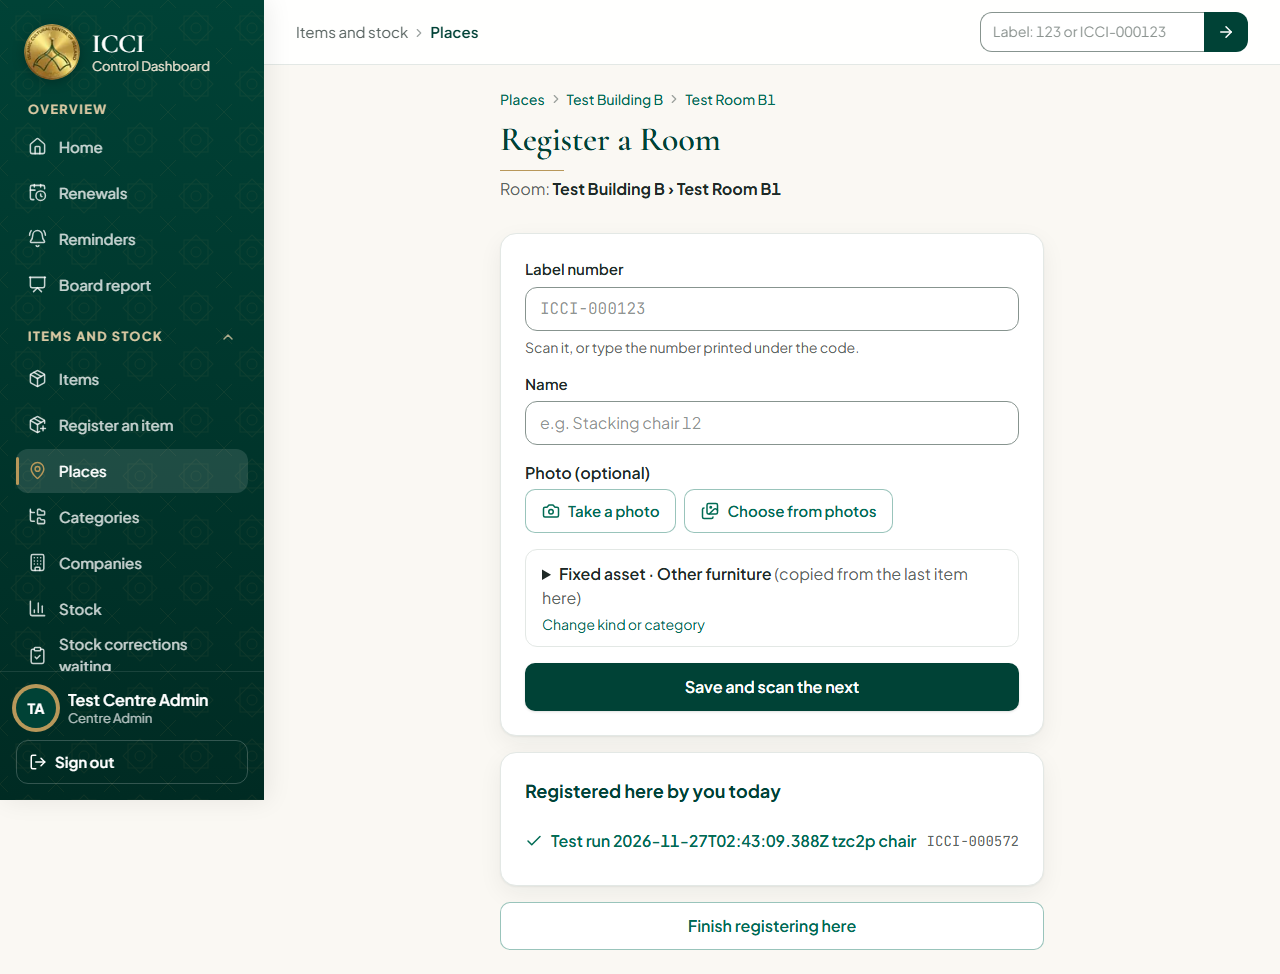 ICCI
Control Dashboard
OVERVIEW
Home
Renewals
Reminders
Board report
ITEMS AND STOCK
Items
Register an item
Places
Categories
Companies
Stock
Stock corrections
waiting
TA
Test Centre Admin
Centre Admin
Sign out
Items and stock > Places
Label: 123 or ICCI-000123
Places > Test Building B > Test Room B1
Register a Room
Room: Test Building B › Test Room B1
Label number
ICCI-000123
Scan it, or type the number printed under the code.
Name
e.g. Stacking chair 12
Photo (optional)
Take a photo
Choose from photos
Fixed asset · Other furniture (copied from the last item
here)
Change kind or category
Save and scan the next
Registered here by you today
Test run 2026-11-27T02:43:09.388Z tzc2p chair ICCI-000572
Finish registering here